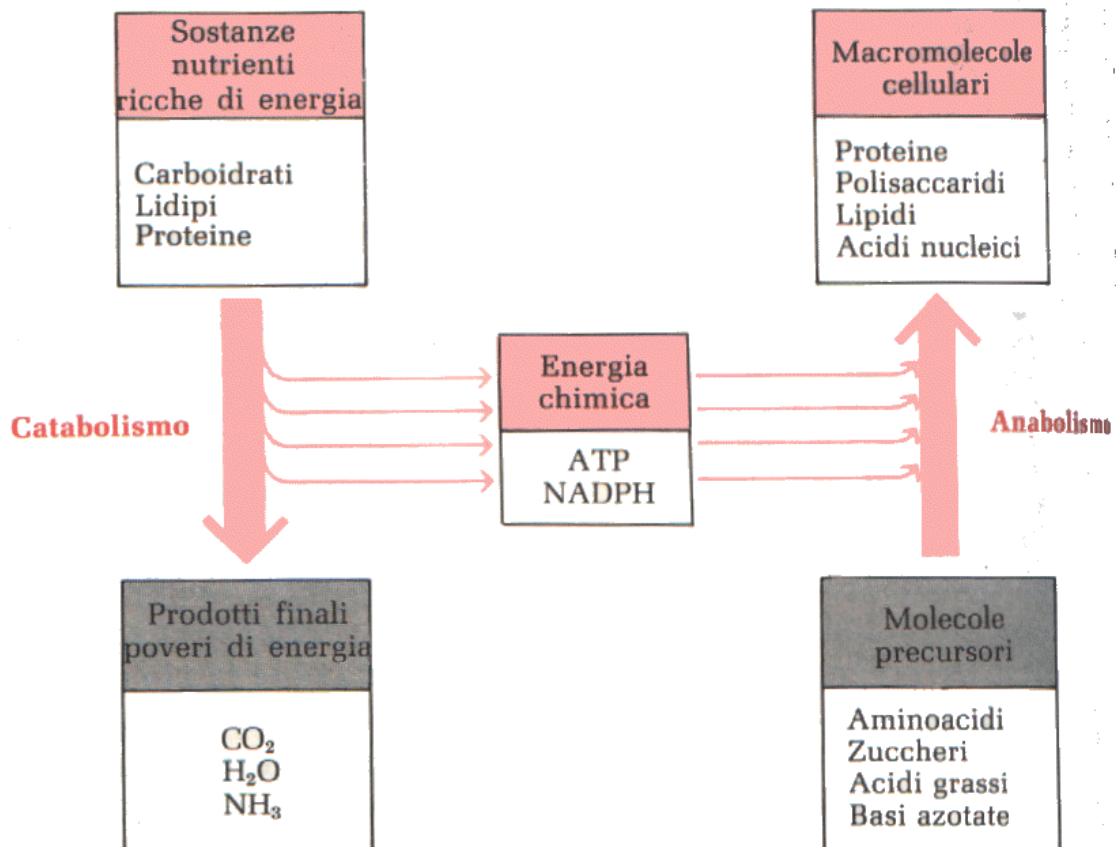 Sostanze
nutrienti
ricche di energia
Carboidrati
Lidipi
Proteine
Macromolecole
cellulari
Proteine
Polisaccaridi
Lipidi
Acidi nucleici
Catabolismo
Energia
chimica
ATP
NADPH
Anabolismo
Prodotti finali
poveri di energia
CO₂
H₂O
NH₃
Molecole
precursori
Aminoacidi
Zuccheri
Acidi grassi
Basi azotate